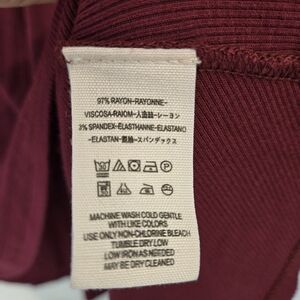 97% RAYON-RAYONNE-
VISCOSA-RAIOM-人造丝-レーヨン
3% SPANDEX-ELASTHANNE-ELASTANO
-ELASTAN-氨纶-スパンデックス
MACHINE WASH COLD GENTLE
WITH LIKE COLORS
USE ONLY NON-CHLORINE BLEACH
TUMBLE DRY LOW
LOW IRON AS NEEDED
MAY BE DRY CLEANED